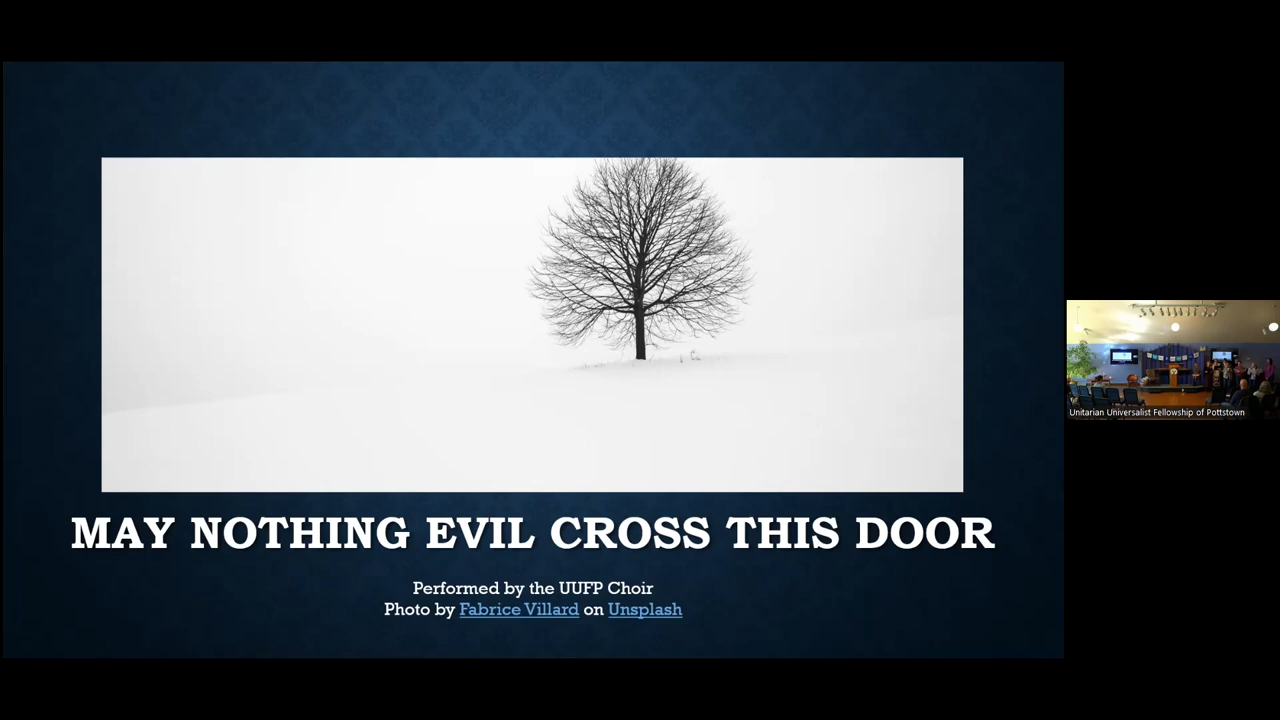 MAY NOTHING EVIL CROSS THIS DOOR
Performed by the UUFP Choir
Photo by Fabrice Villard on Unsplash
Unitarian Universalist Fellowship of Pottstown